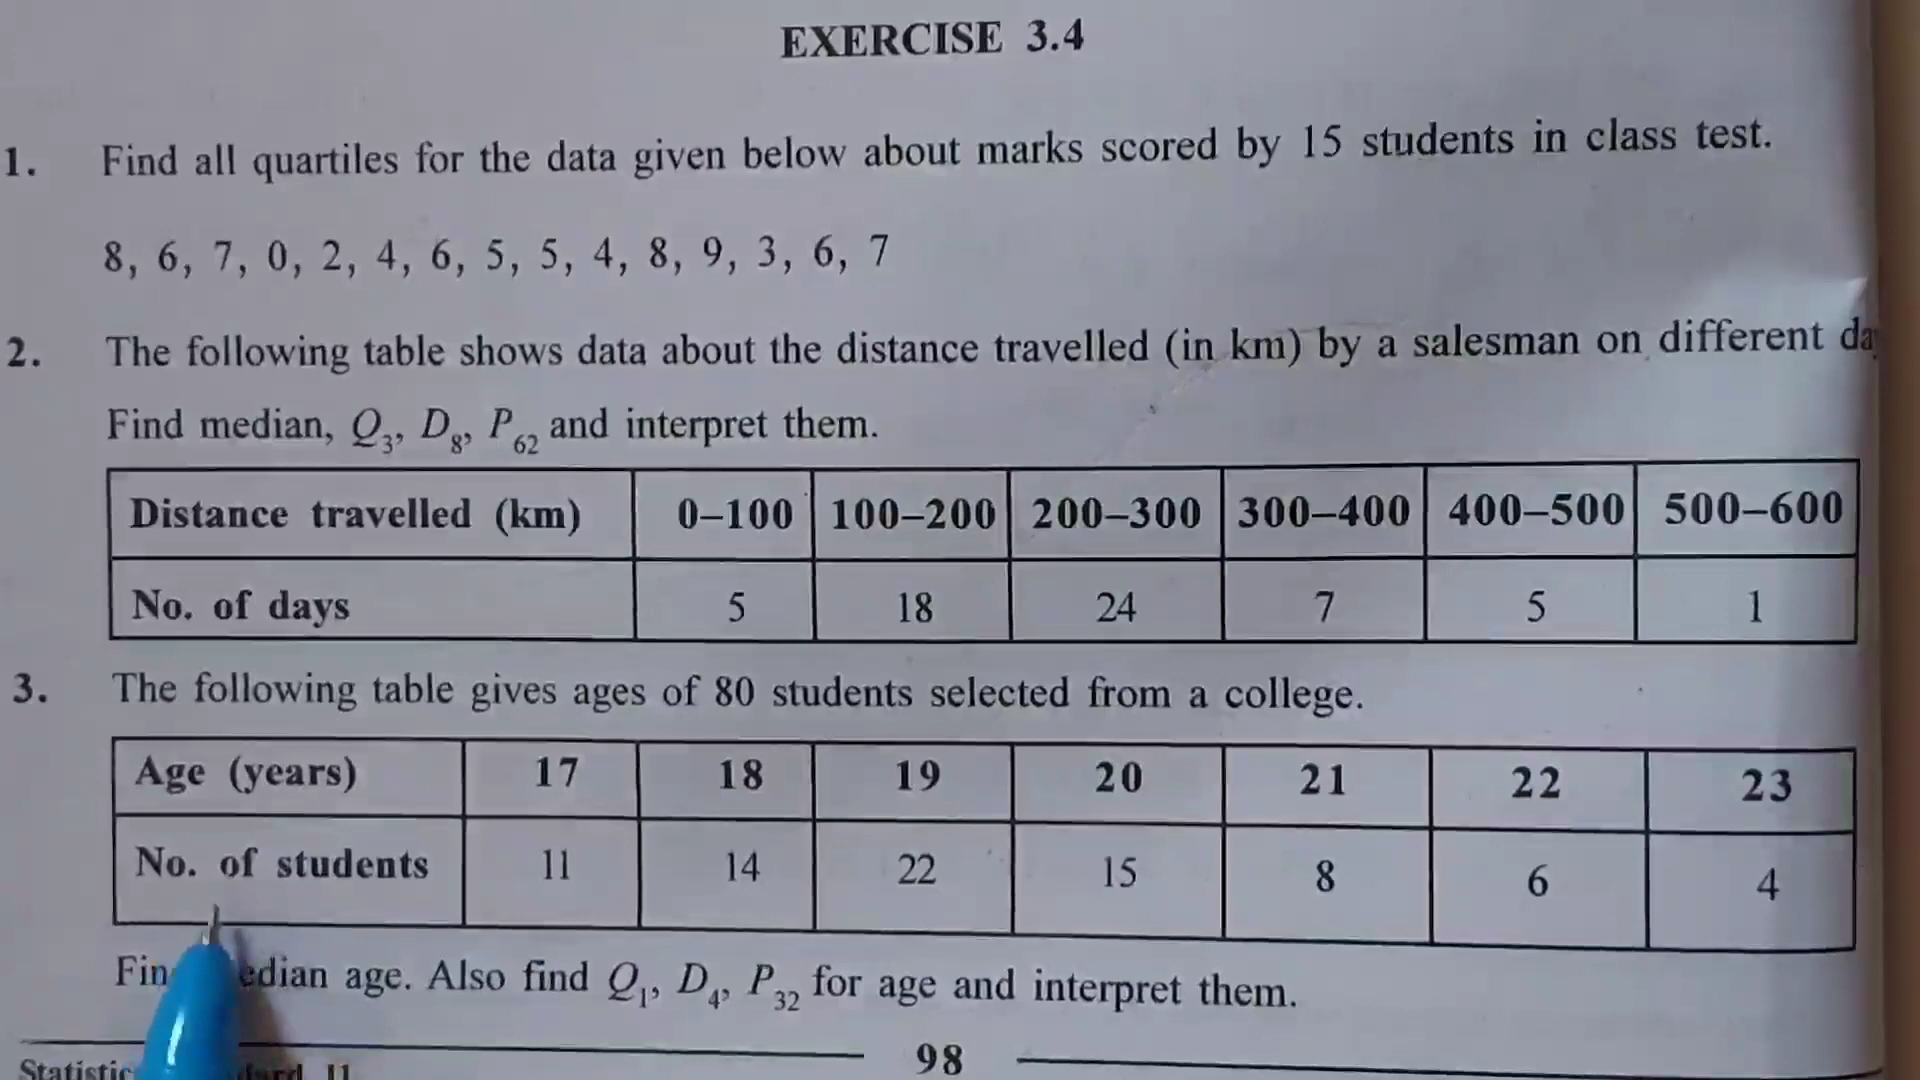 EXERCISE 3.4
1. Find all quartiles for the data given below about marks scored by 15 students in class test.
8, 6, 7, 0, 2, 4, 6, 5, 5, 4, 8, 9, 3, 6, 7
2. The following table shows data about the distance travelled (in km) by a salesman on different
Find median, Q3, D8, P62 and interpret them.
Distance travelled (km) 0–100 100–200 200–300 300–400 400–500 500–600
No. of days 5 18 24 7 5 1
3. The following table gives ages of 80 students selected from a college.
Age (years) 17 18 19 20 21 22 23
No. of students 11 14 22 15 8 6 4
age. Also find Q1, D4, P32 for age and interpret them.
98
11